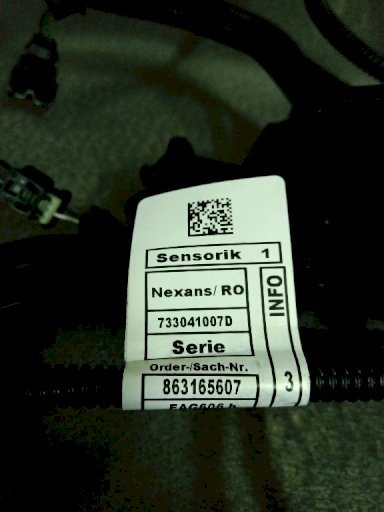 Sensorik 1
Nexans/ RO
733041007D
Serie
INFO
Order-/Sach-Nr.
863165607
3